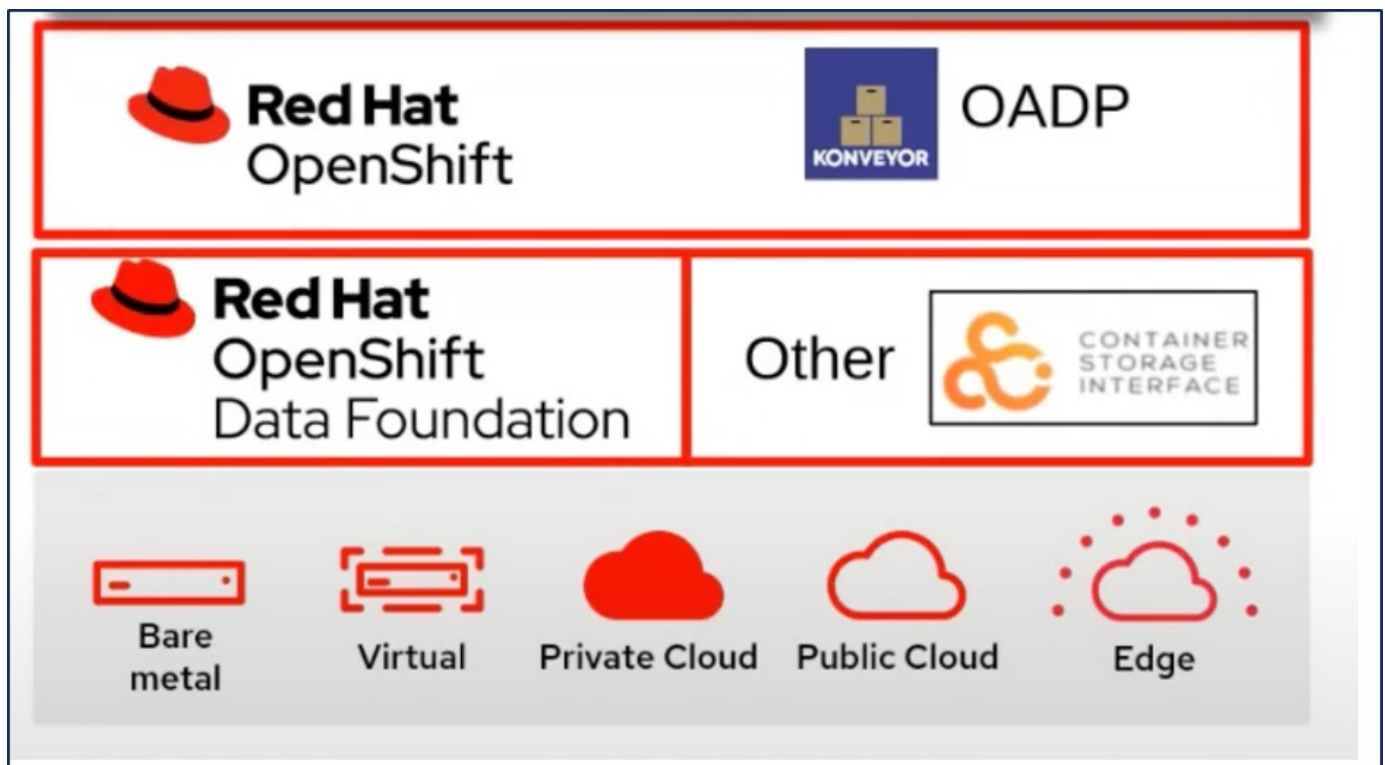 Red Hat
OpenShift
KONVEYOR
OADP
Red Hat
OpenShift
Data Foundation
Other
CONTAINER
STORAGE
INTERFACE
Bare
metal
Virtual
Private Cloud
Public Cloud
Edge